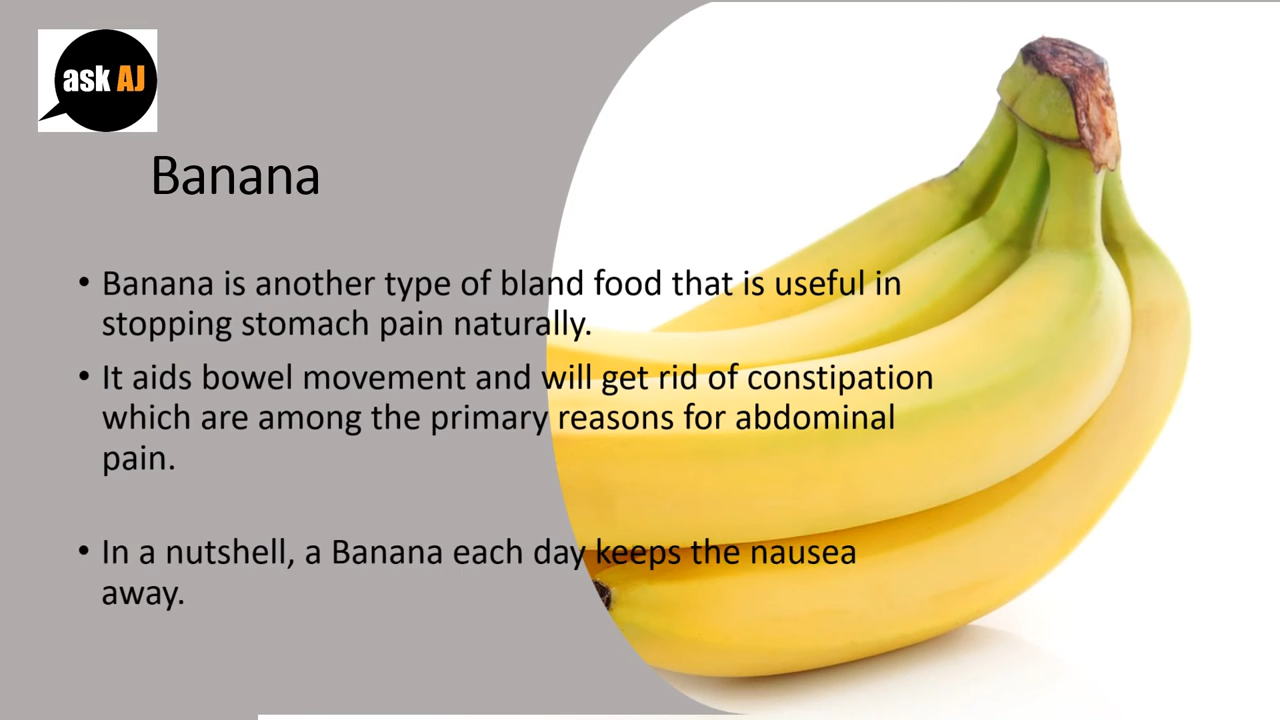 ask AJ
Banana
• Banana is another type of bland food that is useful in
stopping stomach pain naturally.
• It aids bowel movement and will get rid of constipation
which are among the primary reasons for abdominal
pain.
• In a nutshell, a Banana each day keeps the nausea
away.